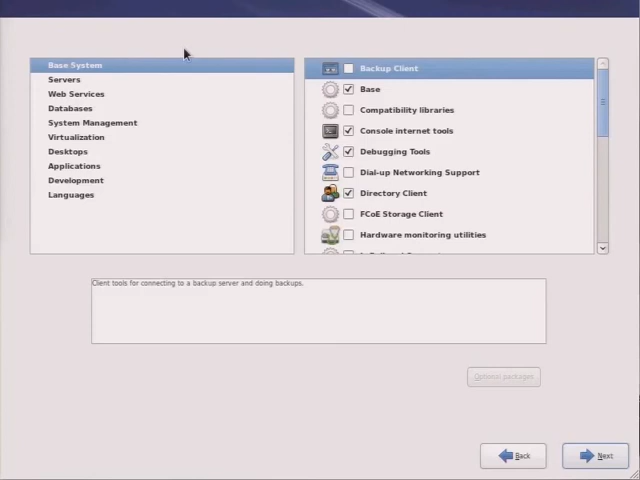 Base System
Servers
Web Services
Databases
System Management
Virtualization
Desktops
Applications
Development
Languages
Backup Client
Base
Compatibility libraries
Console internet tools
Debugging Tools
Dial-up Networking Support
Directory Client
FCoE Storage Client
Hardware monitoring utilities
Client tools for connecting to a backup server and doing backups.
Optional packages
Back
Next